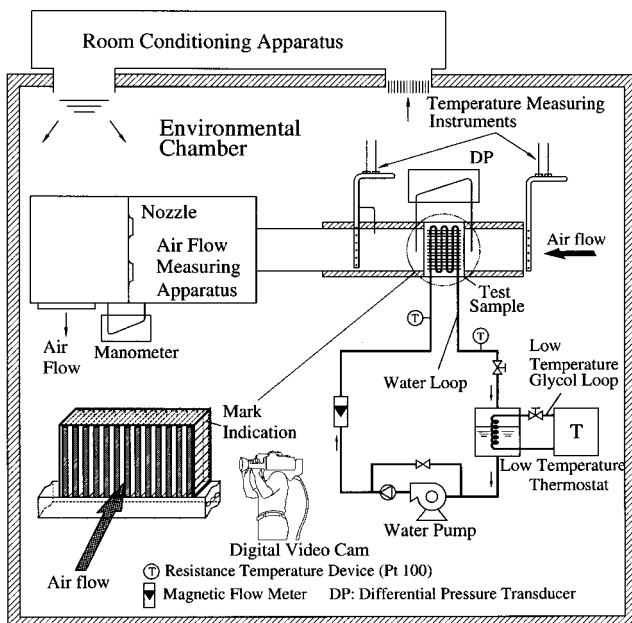 Room Conditioning Apparatus
Temperature Measuring
Instruments
Environmental
Chamber
DP
Nozzle
Air Flow
Measuring
Apparatus
Air flow
Test
Sample
T
T
Air
Flow
Manometer
Water Loop
Low
Temperature
Glycol Loop
Mark
Indication
T
Low Temperature
Thermostat
Water Pump
Digital Video Cam
Air flow
T Resistance Temperature Device (Pt 100)
Magnetic Flow Meter DP: Differential Pressure Transducer